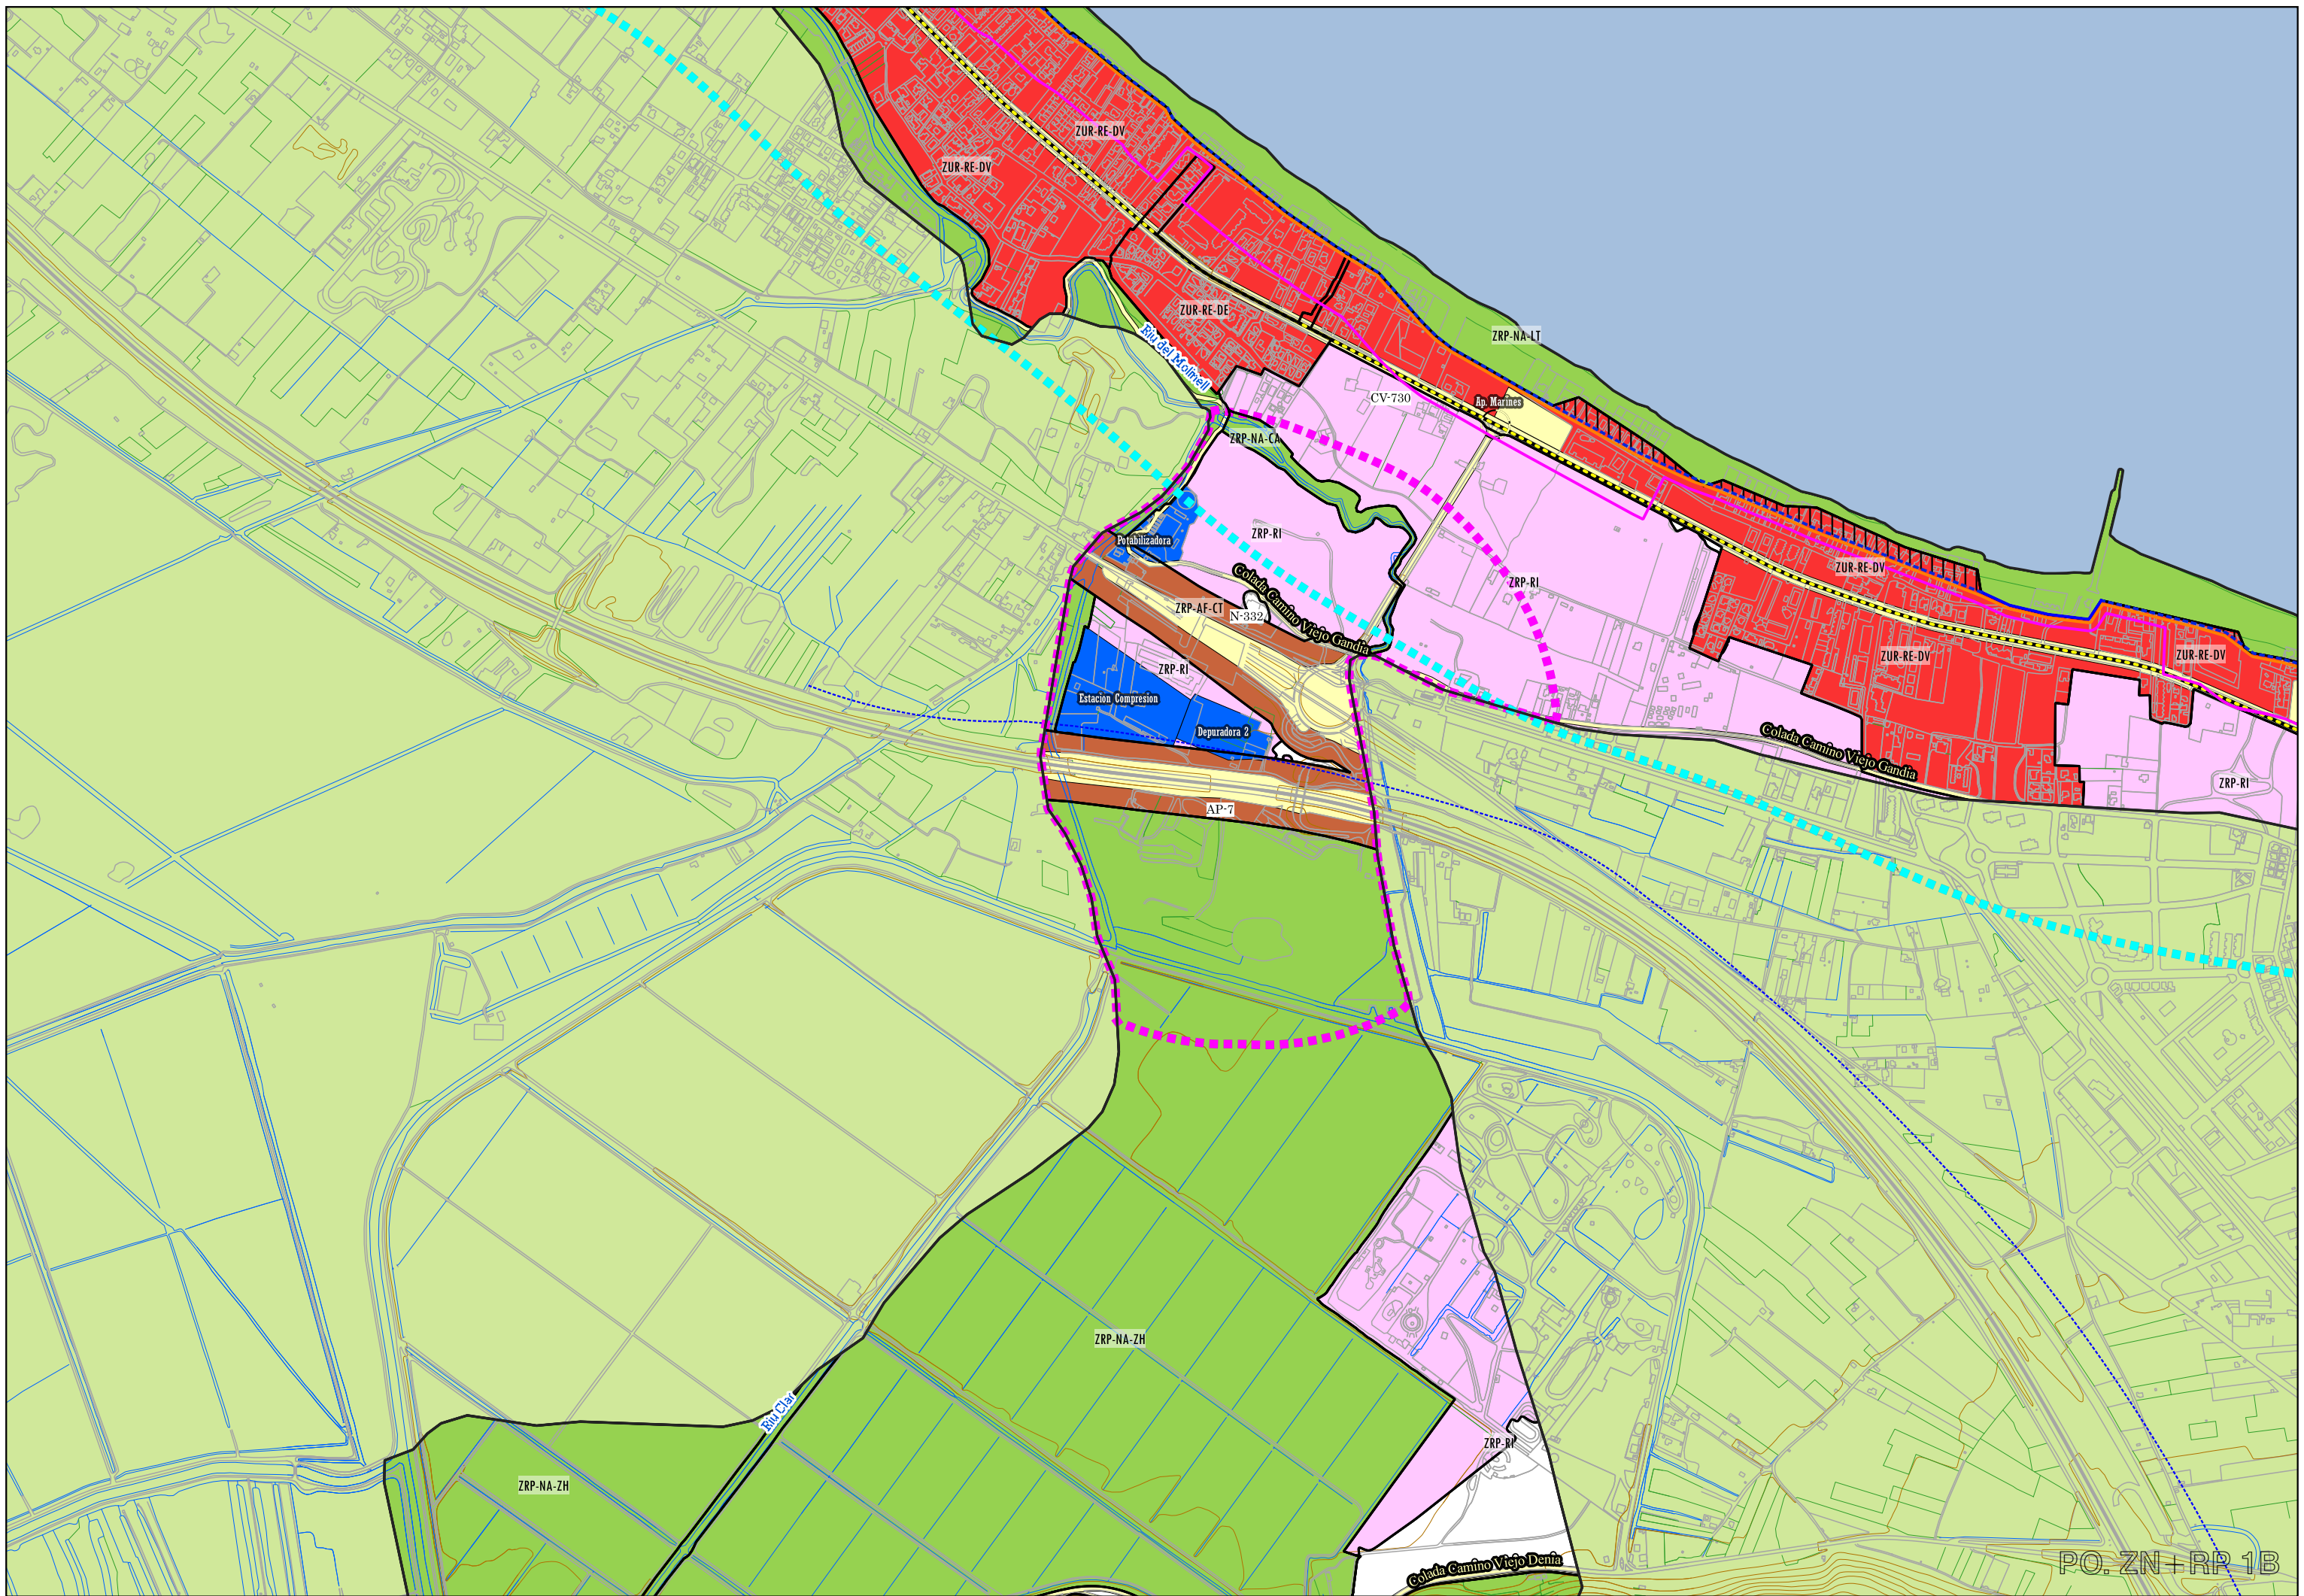 ZUR-RE-DV
ZUR-RE-DV
ZUR-RE-DE
Riu del Molinell
ZRP-NA-LT
CV-730
Ap. Marines
ZRP-NA-CA
ZRP-RI
Potabilizadora
ZRP-RI
ZUR-RE-DV
Colada Camino Viejo Gandia
ZRP-AF-CT
N-332
ZUR-RE-DV
ZUR-RE-DV
ZRP-RI
Estacion Compresion
Depuradora 2
Colada Camino Viejo Gandia
ZRP-RI
AP-7
ZRP-NA-ZH
Riu Clar
ZRP-RI
ZRP-NA-ZH
Colada Camino Viejo Denia
PO. ZN+RP 1B